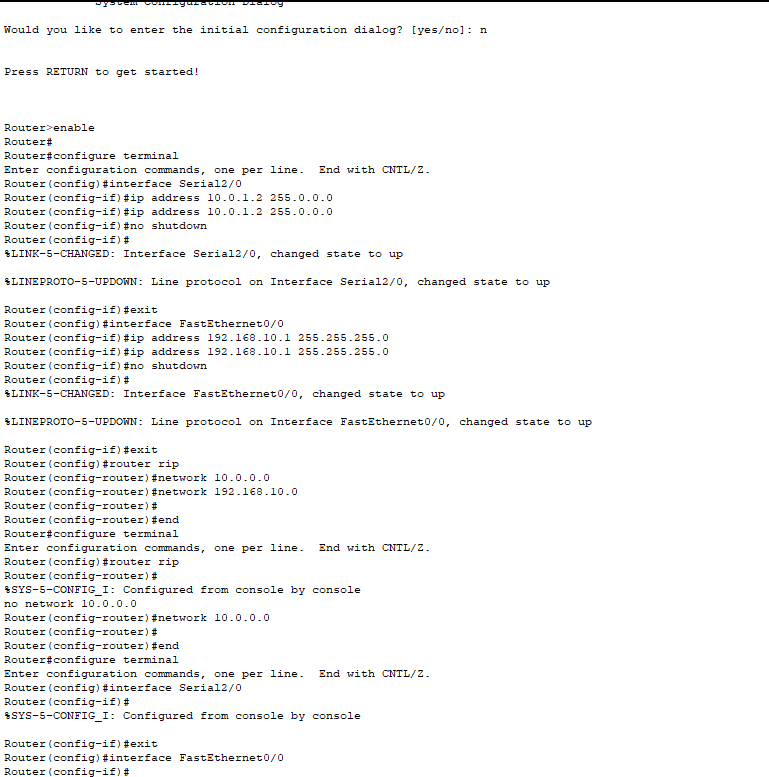 System Configuration Dialog
Would you like to enter the initial configuration dialog? [yes/no]: n
Press RETURN to get started!
Router>enable
Router#
Router#configure terminal
Enter configuration commands, one per line.  End with CNTL/Z.
Router(config)#interface Serial2/0
Router(config-if)#ip address 10.0.1.2 255.0.0.0
Router(config-if)#ip address 10.0.1.2 255.0.0.0
Router(config-if)#no shutdown
Router(config-if)#
%LINK-5-CHANGED: Interface Serial2/0, changed state to up
%LINEPROTO-5-UPDOWN: Line protocol on Interface Serial2/0, changed state to up
Router(config-if)#exit
Router(config)#interface FastEthernet0/0
Router(config-if)#ip address 192.168.10.1 255.255.255.0
Router(config-if)#ip address 192.168.10.1 255.255.255.0
Router(config-if)#no shutdown
Router(config-if)#
%LINK-5-CHANGED: Interface FastEthernet0/0, changed state to up
%LINEPROTO-5-UPDOWN: Line protocol on Interface FastEthernet0/0, changed state to up
Router(config-if)#exit
Router(config)#router rip
Router(config-router)#network 10.0.0.0
Router(config-router)#network 192.168.10.0
Router(config-router)#
Router(config-router)#end
Router#configure terminal
Enter configuration commands, one per line.  End with CNTL/Z.
Router(config)#router rip
Router(config-router)#
%SYS-5-CONFIG_I: Configured from console by console
no network 10.0.0.0
Router(config-router)#network 10.0.0.0
Router(config-router)#
Router(config-router)#end
Router#configure terminal
Enter configuration commands, one per line.  End with CNTL/Z.
Router(config)#interface Serial2/0
Router(config-if)#
%SYS-5-CONFIG_I: Configured from console by console
Router(config-if)#exit
Router(config)#interface FastEthernet0/0
Router(config-if)#